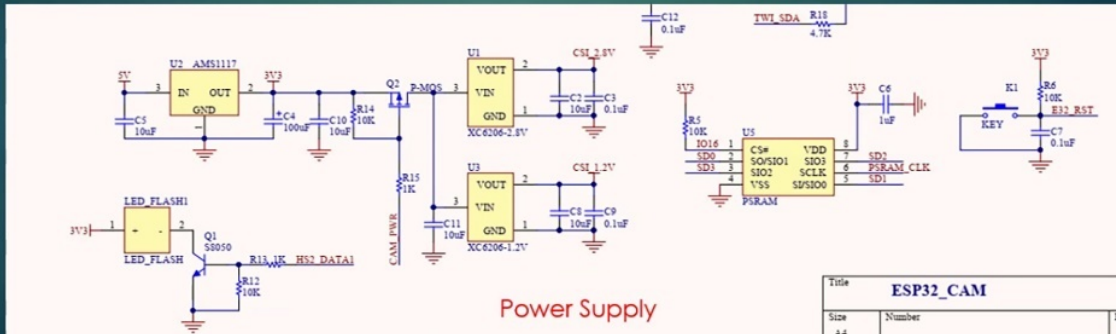 C12
0.1uF
TWI_SDA R18
4.7K
U2 AMS1117
5V
3 IN OUT 2
GND
1
3V3
C5
10uF
C4
100uF
C10
10uF
R14
10K
Q2
P-MOS
R15
1K
CAM_PWR
U1
VOUT 2
3 VIN
GND 1
XC6206-2.8V
CSI_2.8V
C2 C3
10uF 0.1uF
U3
VOUT 2
3 VIN
GND 1
XC6206-1.2V
CSI_1.2V
C8 C9
10uF 0.1uF
C11
10uF
LED_FLASH1
3V3 1 + - 2
LED_FLASH
Q1
S8050
R13 1K HS2_DATA1
R12
10K
3V3
R5
10K
U5
IO16 1 CS# VDD 8
SD0 2 SO/SIO1 SIO3 7 SD2
SD3 3 SIO2 SCLK 6 PSRAM_CLK
4 VSS SI/SIO0 5 SD1
PSRAM
3V3
C6
1uF
3V3
K1
KEY
R6
10K
E32_RST
C7
0.1uF
Power Supply
Title
ESP32_CAM
Size Number
A4